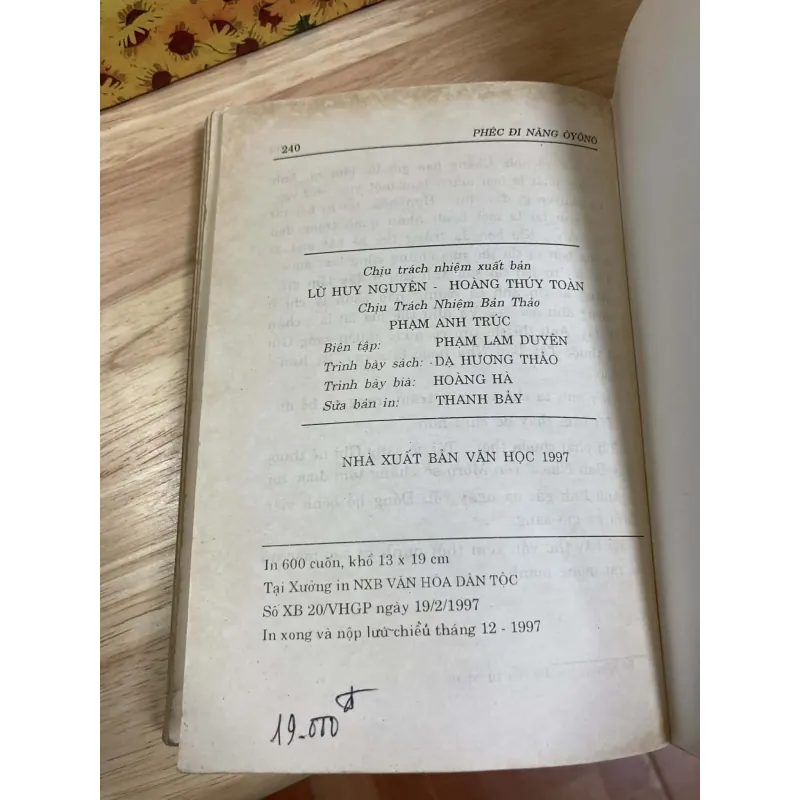 240 PHÉC ĐI NĂNG ÔYÔNÔ
Chịu trách nhiệm xuất bản
LỮ HUY NGUYÊN - HOÀNG THÚY TOÀN
Chịu Trách Nhiệm Bản Thảo
PHẠM ANH TRÚC
Biên tập: PHẠM LAM DUYÊN
Trình bày sách: DẠ HƯƠNG THẢO
Trình bày bìa: HOÀNG HÀ
Sửa bản in: THANH BẢY
NHÀ XUẤT BẢN VĂN HỌC 1997
In 600 cuốn, khổ 13 x 19 cm
Tại Xưởng in NXB VĂN HÓA DÂN TỘC
Số XB 20/VHGP ngày 19/2/1997
In xong và nộp lưu chiểu tháng 12 - 1997
19.000đ